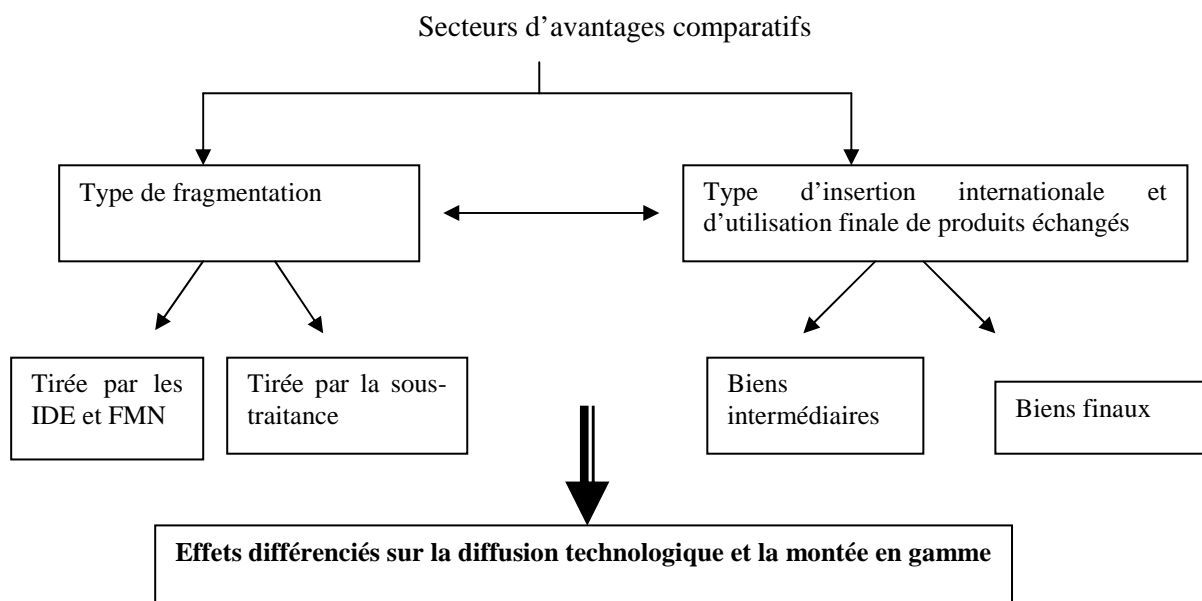 Secteurs d'avantages comparatifs
Type de fragmentation
Type d'insertion internationale et
d'utilisation finale de produits échangés
Tirée par les
IDE et FMN
Tirée par la sous-
traitance
Biens
intermédiaires
Biens finaux
Effets différenciés sur la diffusion technologique et la montée en gamme